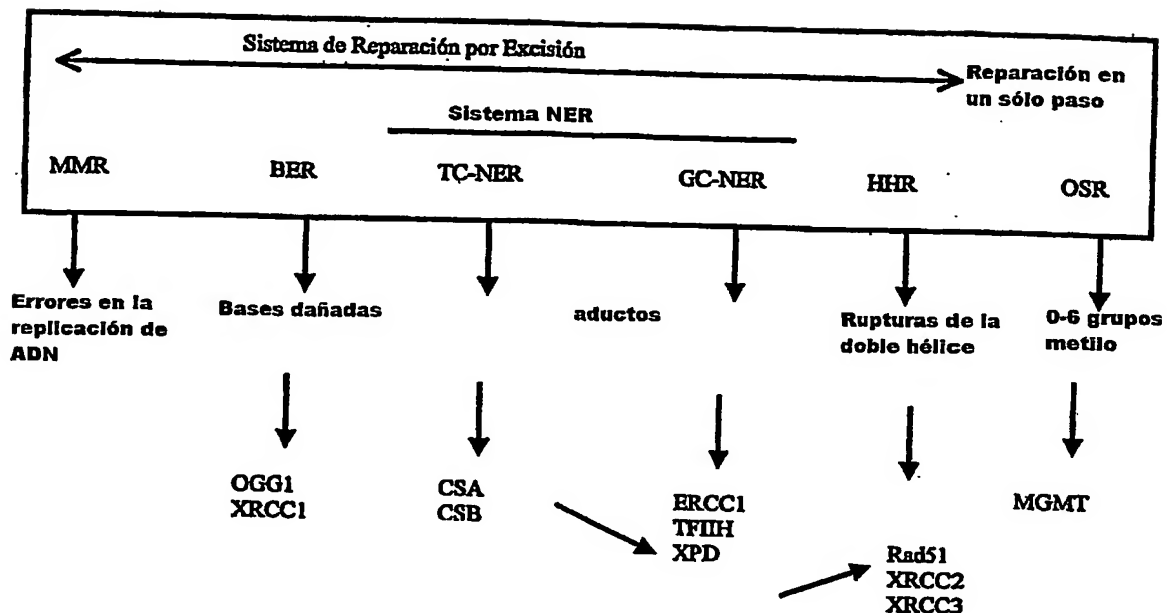 Sistema de Reparación por Excisión
Reparación en
un sólo paso
Sistema NER
MMR
BER
TC-NER
GC-NER
HHR
OSR
Errores en la
replicación de
ADN
Bases dañadas
aductos
Rupturas de la
doble hélice
0-6 grupos
metilo
OGG1
XRCC1
CSA
CSB
ERCC1
TFIIH
XPD
Rad51
XRCC2
XRCC3
MGMT